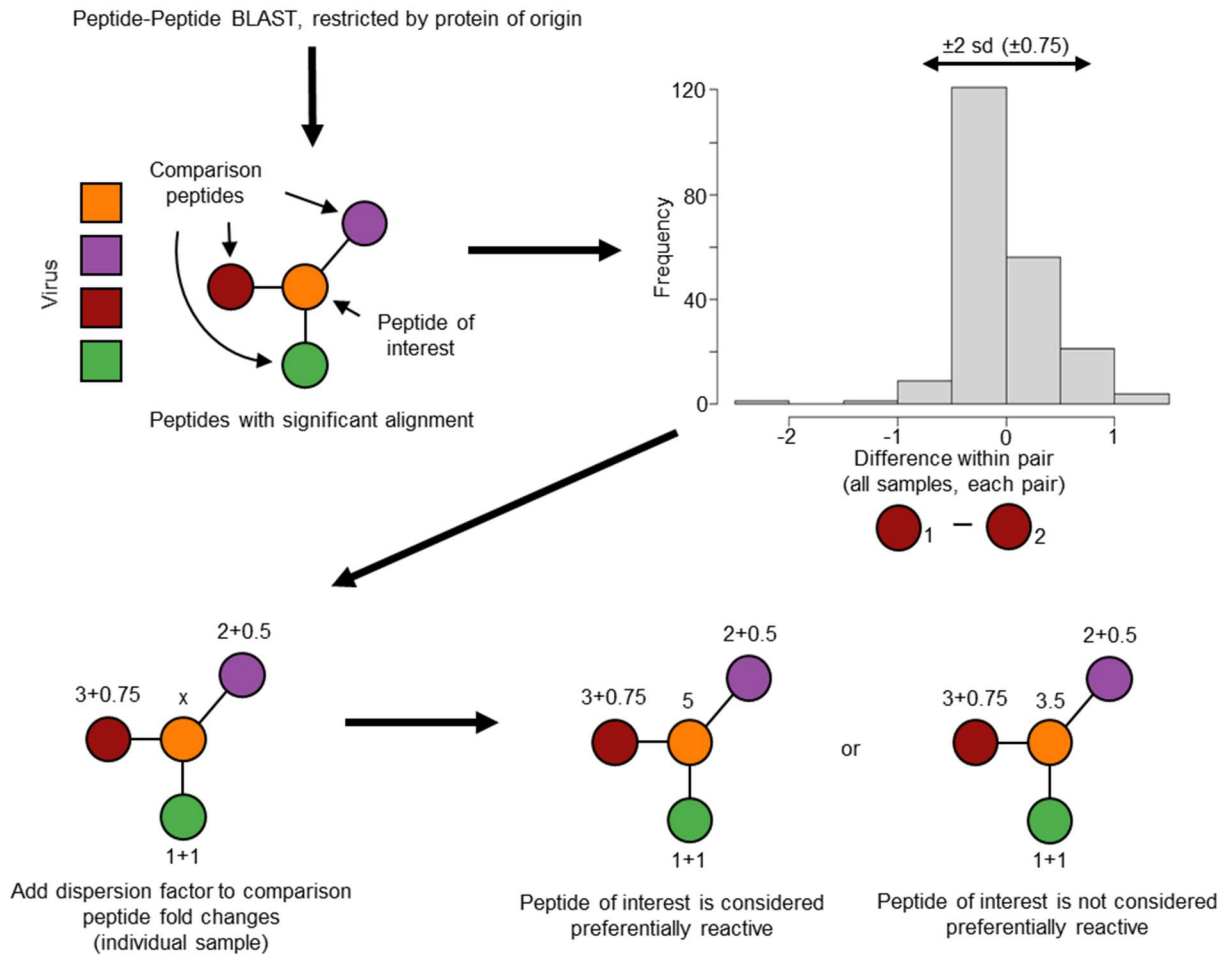 Peptide-Peptide BLAST, restricted by protein of origin
Comparison
peptides
Virus
Peptide of
interest
Peptides with significant alignment
±2 sd (±0.75)
120
80
40
0
Frequency
-2
-1
0
1
Difference within pair
(all samples, each pair)
1 – 2
2+0.5
3+0.75
x
1+1
Add dispersion factor to comparison
peptide fold changes
(individual sample)
2+0.5
3+0.75
5
1+1
Peptide of interest is considered
preferentially reactive
or
2+0.5
3+0.75
3.5
1+1
Peptide of interest is not considered
preferentially reactive